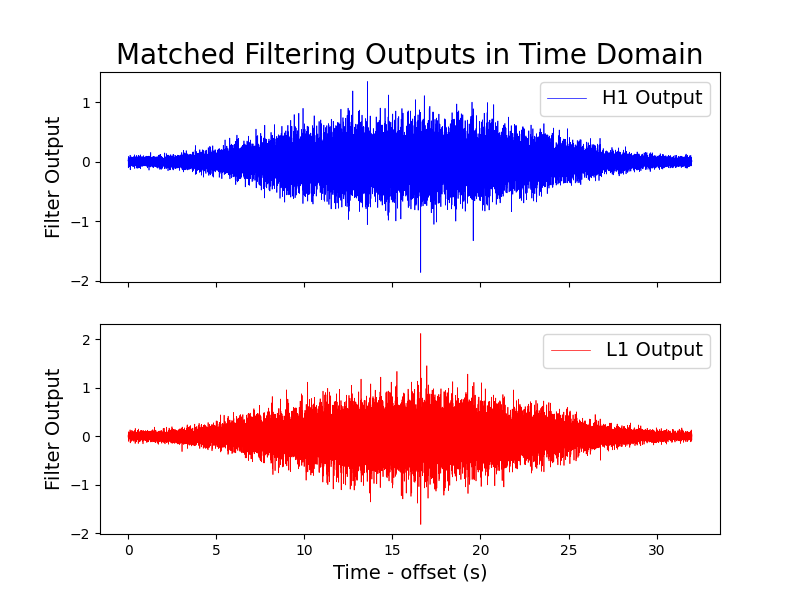 Matched Filtering Outputs in Time Domain
H1 Output
Filter Output
1
0
−1
−2
L1 Output
Filter Output
2
1
0
−1
−2
0 5 10 15 20 25 30
Time - offset (s)